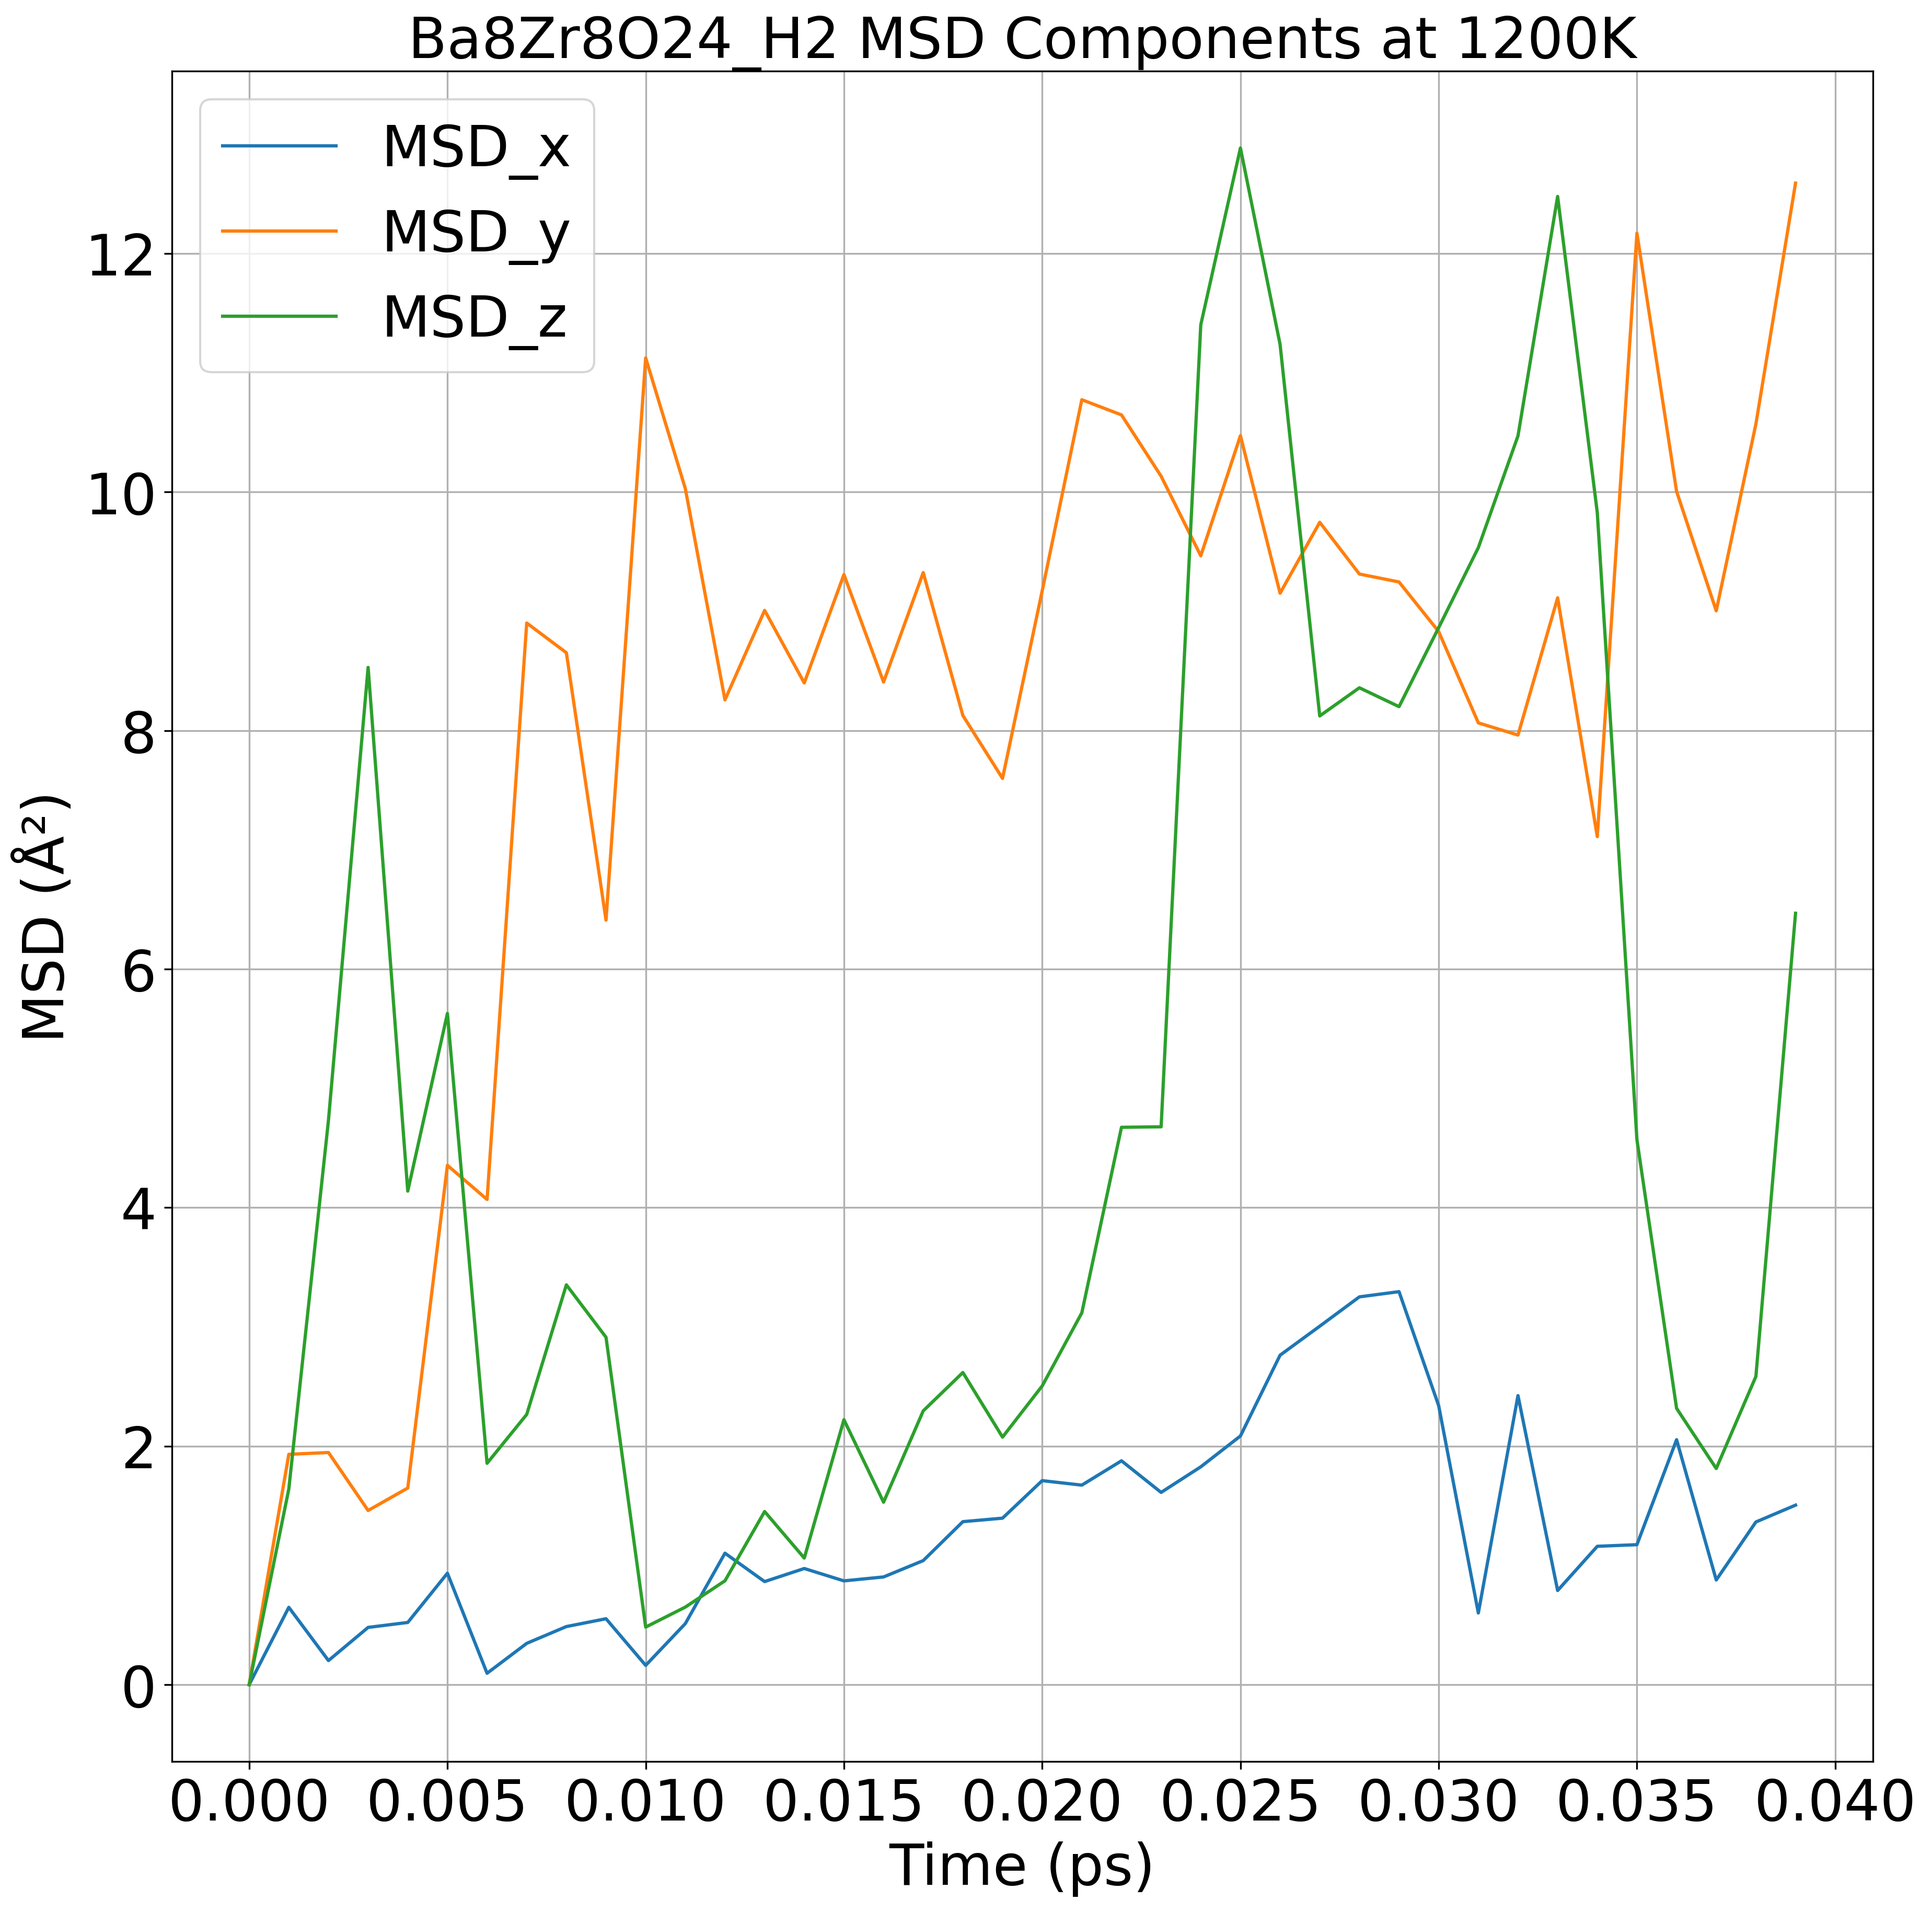 Ba8Zr8O24_H2 MSD Components at 1200K
MSD_x
MSD_y
MSD_z
12
10
8
6
4
2
0
MSD (Å²)
0.000 0.005 0.010 0.015 0.020 0.025 0.030 0.035 0.040
Time (ps)